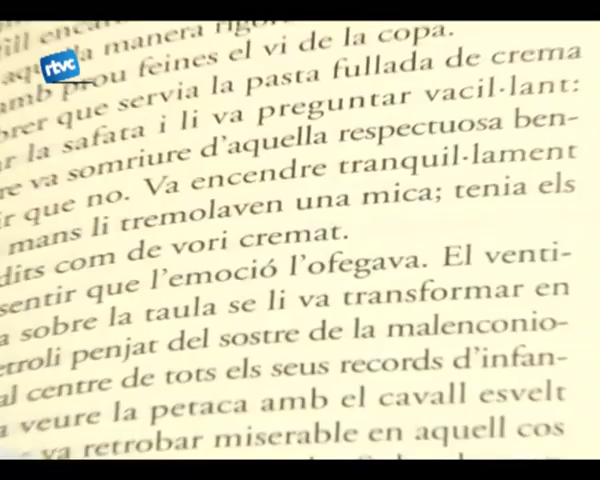 aquella manera
rtvc
amb prou feines el vi de la copa.
que servia la pasta fullada de crema
la safata i li va preguntar vacil·lant:
va somriure d'aquella respectuosa ben-
que no. Va encendre tranquil·lament
mans li tremolaven una mica; tenia els
dits com de vori cremat.
sentir que l'emoció l'ofegava. El venti-
a sobre la taula se li va transformar en
penjat del sostre de la malenconio-
al centre de tots els seus records d'infan-
a veure la petaca amb el cavall esvelt
va retrobar miserable en aquell cos